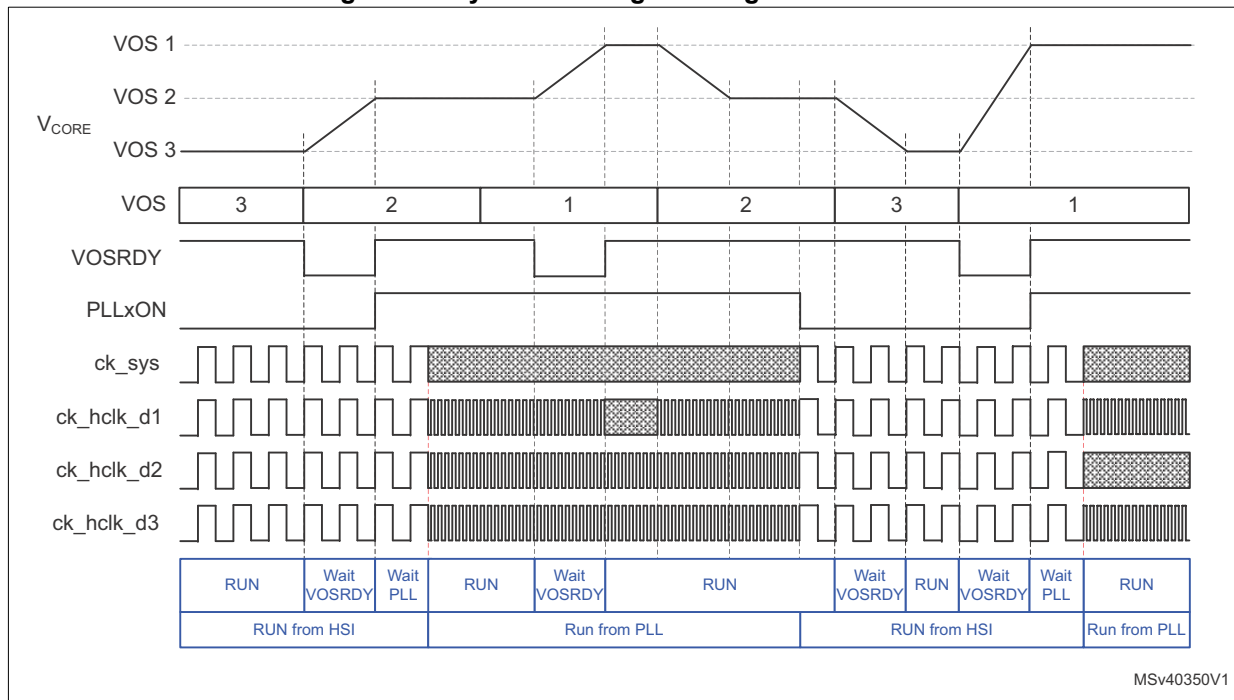 VOS 1
VOS 2
V_CORE
VOS 3
VOS 3 2 1 2 3 1
VOSRDY
PLLxON
ck_sys
ck_hclk_d1
ck_hclk_d2
ck_hclk_d3
RUN Wait VOSRDY Wait PLL RUN Wait VOSRDY RUN Wait VOSRDY RUN Wait VOSRDY Wait PLL RUN
RUN from HSI Run from PLL RUN from HSI Run from PLL
MSv40350V1